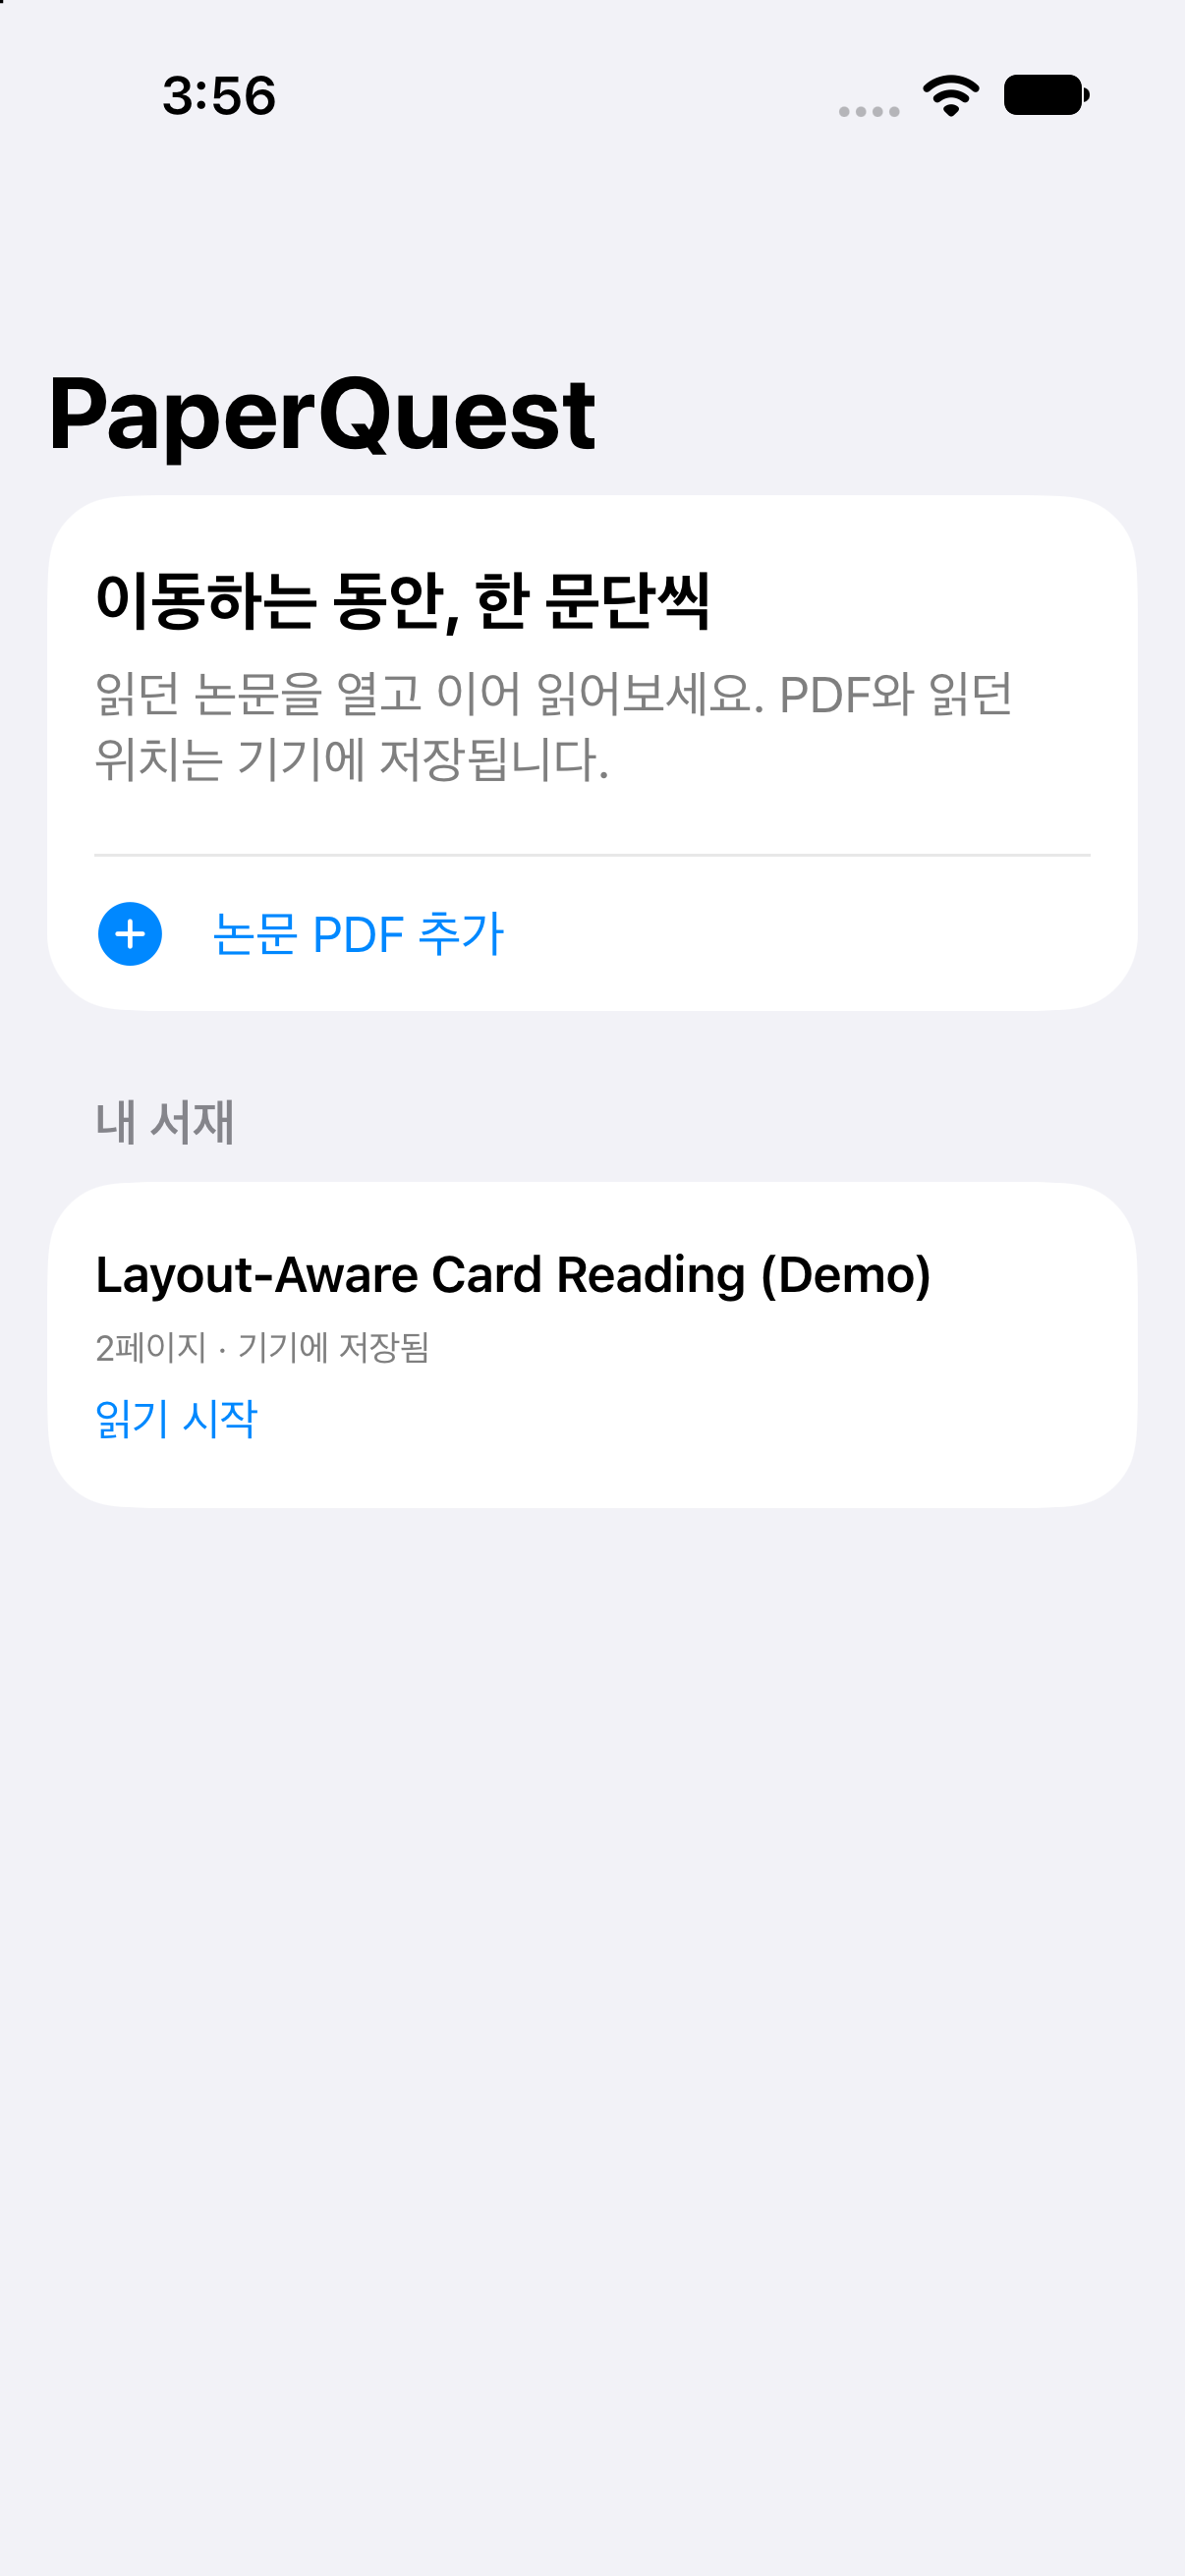 3:56
PaperQuest
이동하는 동안, 한 문단씩
읽던 논문을 열고 이어 읽어보세요. PDF와 읽던
위치는 기기에 저장됩니다.
논문 PDF 추가
내 서재
Layout-Aware Card Reading (Demo)
2페이지 · 기기에 저장됨
읽기 시작